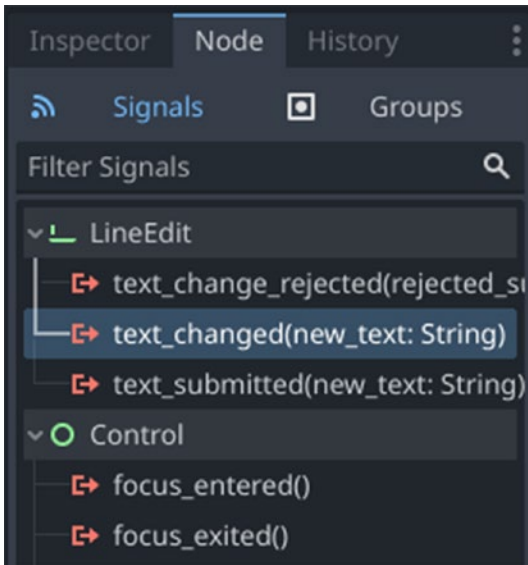 Inspector Node History
Signals Groups
Filter Signals
LineEdit
text_change_rejected(rejected_su
text_changed(new_text: String)
text_submitted(new_text: String)
Control
focus_entered()
focus_exited()